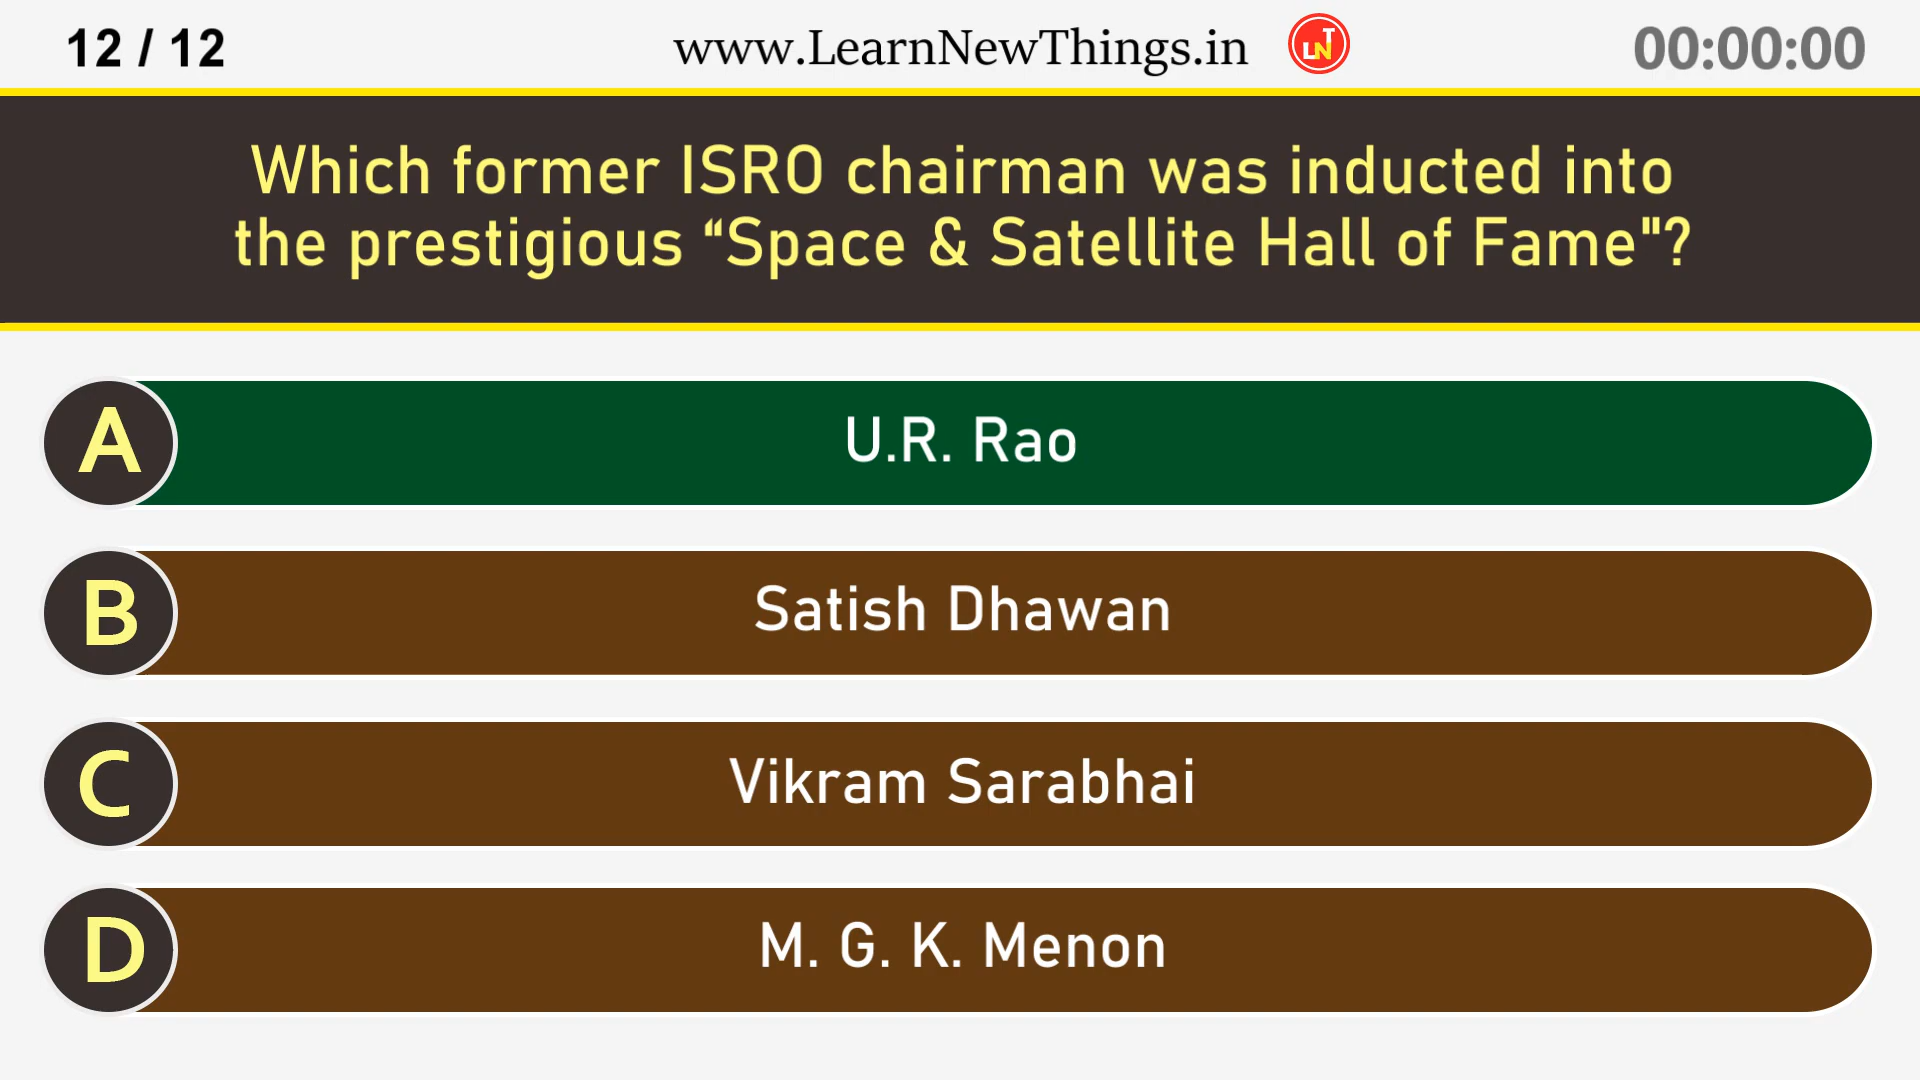 12 / 12
www.LearnNewThings.in
LNT
00:00:00
Which former ISRO chairman was inducted into
the prestigious “Space & Satellite Hall of Fame"?
A
U.R. Rao
B
Satish Dhawan
C
Vikram Sarabhai
D
M. G. K. Menon